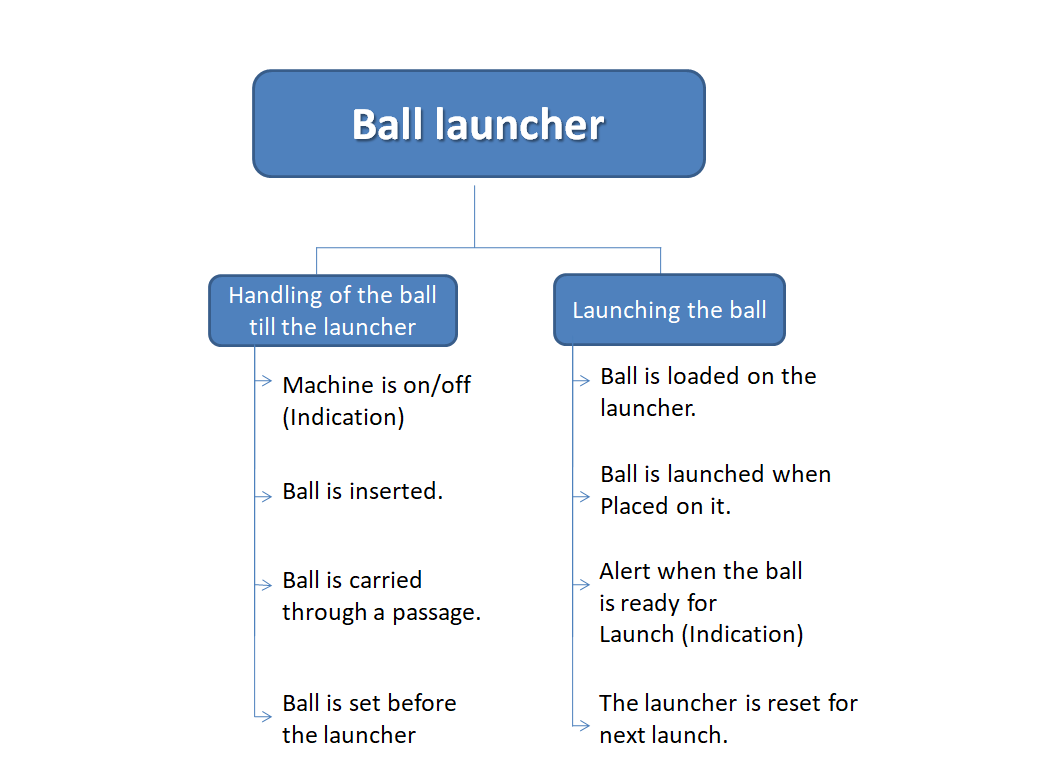 Ball launcher
Handling of the ball
till the launcher
Machine is on/off
(Indication)
Ball is inserted.
Ball is carried
through a passage.
Ball is set before
the launcher
Launching the ball
Ball is loaded on the
launcher.
Ball is launched when
Placed on it.
Alert when the ball
is ready for
Launch (Indication)
The launcher is reset for
next launch.